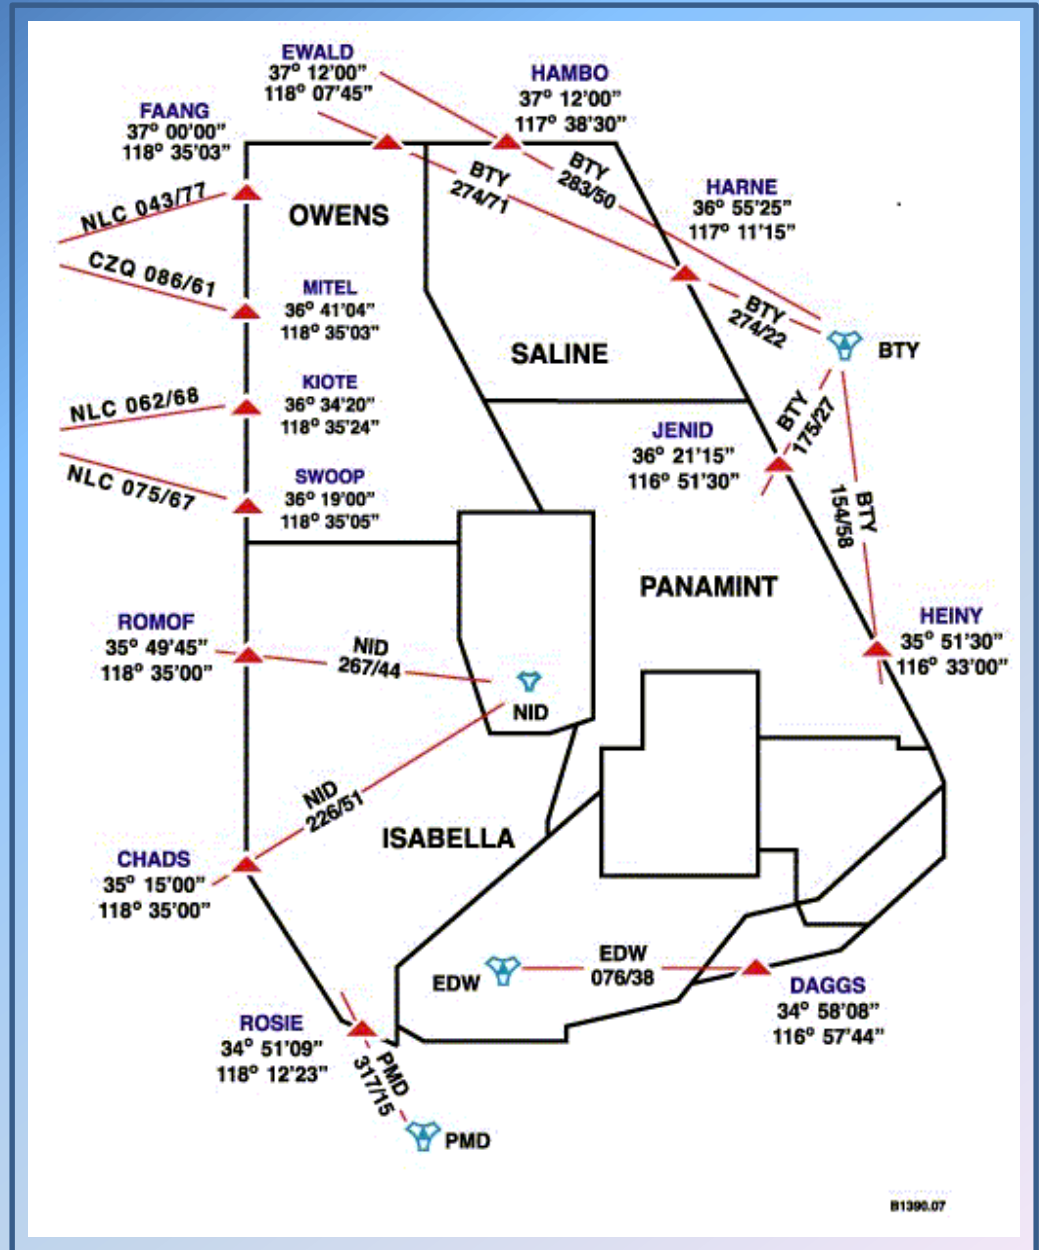 EWALD
37° 12'00"
118° 07'45"
HAMBO
37° 12'00"
117° 38'30"
FAANG
37° 00'00"
118° 35'03"
HARNE
36° 55'25"
117° 11'15"
BTY
274/71
BTY
283/50
NLC 043/77
OWENS
CZQ 086/61
MITEL
36° 41'04"
118° 35'03"
BTY
274/22
BTY
SALINE
KIOTE
36° 34'20"
118° 35'24"
NLC 062/68
BTY
175/27
JENID
36° 21'15"
116° 51'30"
NLC 075/67
SWOOP
36° 19'00"
118° 35'05"
BTY
154/58
PANAMINT
ROMOF
35° 49'45"
118° 35'00"
NID
267/44
HEINY
35° 51'30"
116° 33'00"
NID
NID
226/51
ISABELLA
CHADS
35° 15'00"
118° 35'00"
EDW
EDW
076/38
DAGGS
34° 58'08"
116° 57'44"
ROSIE
34° 51'09"
118° 12'23"
PMD
317/15
PMD
B1390.07